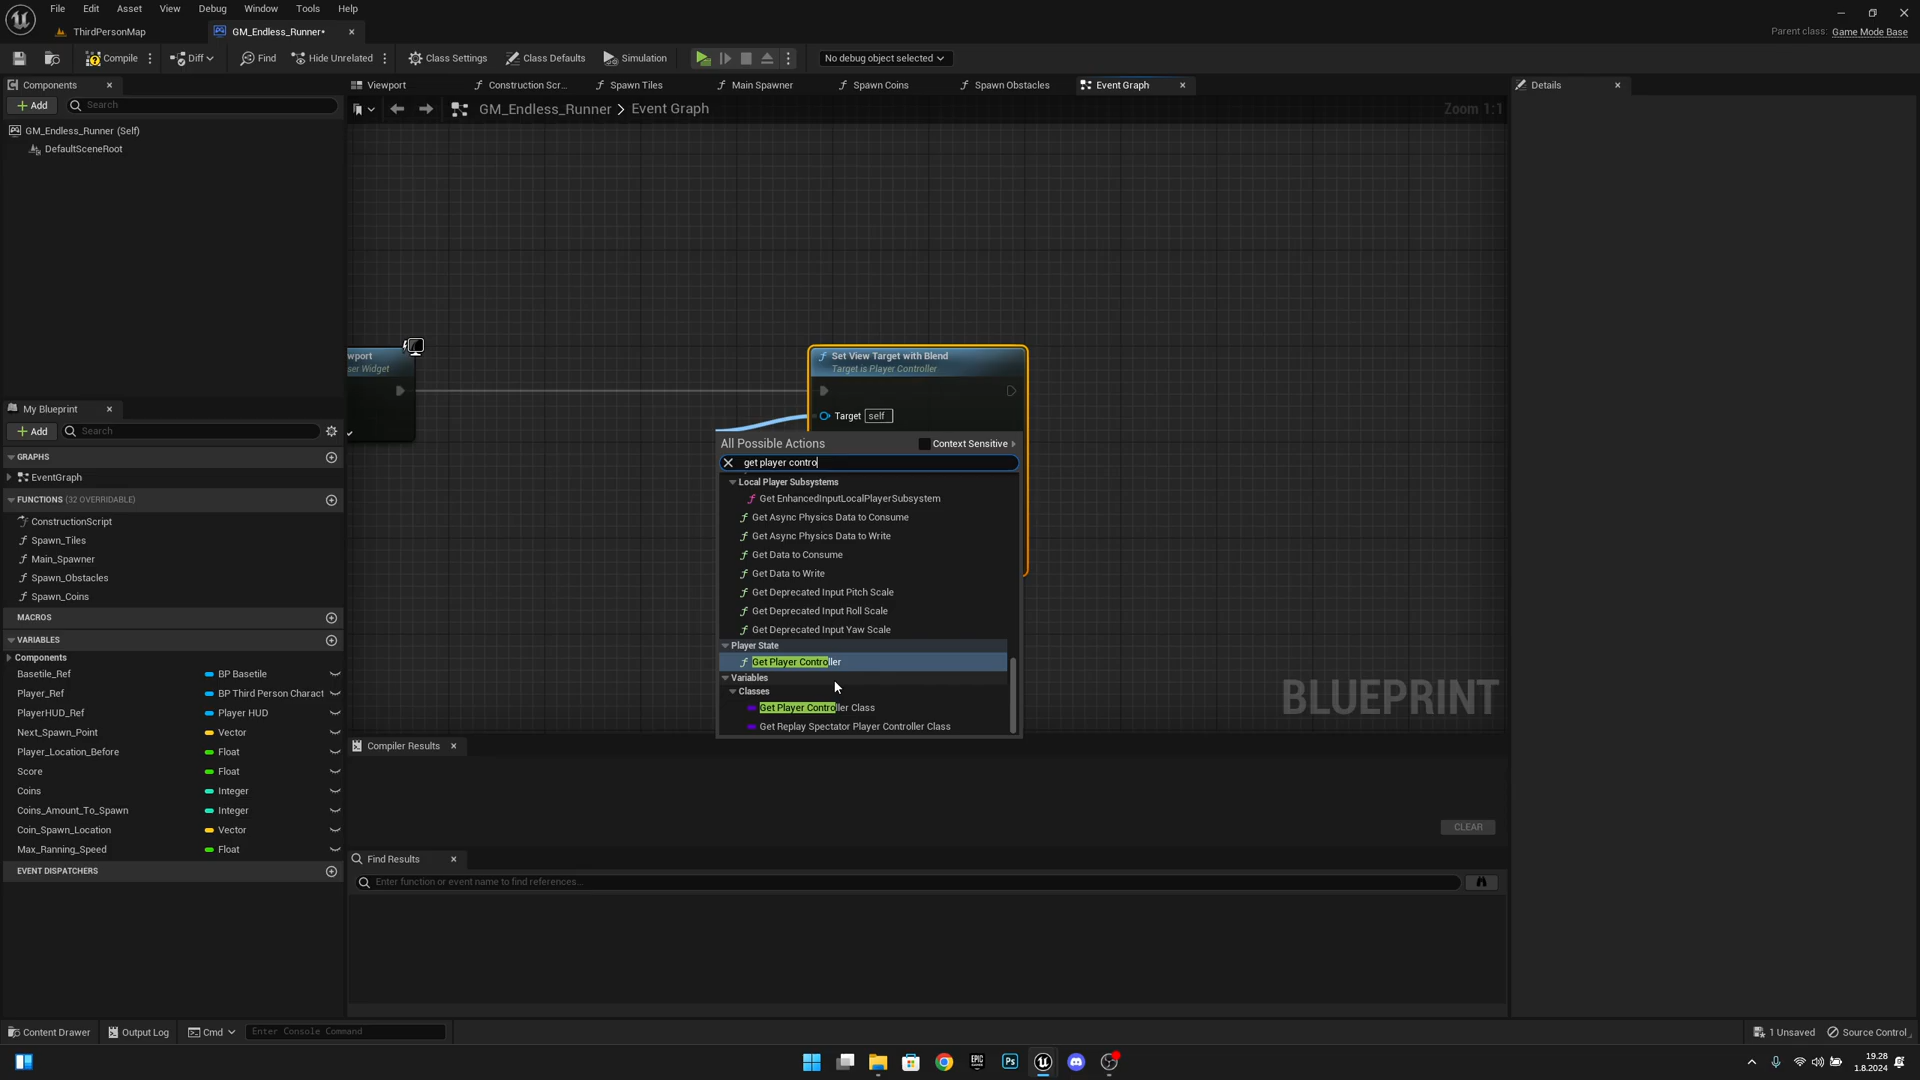 File Edit Asset View Debug Window Tools Help
ThirdPersonMap
GM_Endless_Runner•
Parent class: Game Mode Base
Compile
Diff
Find
Hide Unrelated
Class Settings
Class Defaults
Simulation
No debug object selected
Components
Add
Search
GM_Endless_Runner (Self)
DefaultSceneRoot
Viewport
Construction Scr...
Spawn Tiles
Main Spawner
Spawn Coins
Spawn Obstacles
Event Graph
GM_Endless_Runner > Event Graph
Zoom 1:1
Details
wport
ser Widget
Set View Target with Blend
Target is Player Controller
Target self
All Possible Actions
Context Sensitive
get player contro
Local Player Subsystems
Get EnhancedInputLocalPlayerSubsystem
Get Async Physics Data to Consume
Get Async Physics Data to Write
Get Data to Consume
Get Data to Write
Get Deprecated Input Pitch Scale
Get Deprecated Input Roll Scale
Get Deprecated Input Yaw Scale
Player State
Get Player Controller
Variables
Classes
Get Player Controller Class
Get Replay Spectator Player Controller Class
BLUEPRINT
My Blueprint
Add
Search
GRAPHS
EventGraph
FUNCTIONS (32 OVERRIDABLE)
ConstructionScript
Spawn_Tiles
Main_Spawner
Spawn_Obstacles
Spawn_Coins
MACROS
VARIABLES
Components
Basetile_Ref BP Basetile
Player_Ref BP Third Person Charact
PlayerHUD_Ref Player HUD
Next_Spawn_Point Vector
Player_Location_Before Float
Score Float
Coins Integer
Coins_Amount_To_Spawn Integer
Coin_Spawn_Location Vector
Max_Ranning_Speed Float
EVENT DISPATCHERS
Compiler Results
CLEAR
Find Results
Enter function or event name to find references...
Content Drawer
Output Log
Cmd
Enter Console Command
1 Unsaved
Source Control
Ps
EPIC
19.28
1.8.2024